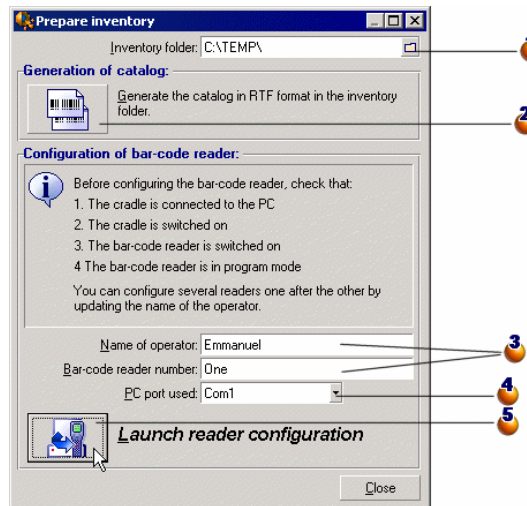 Prepare inventory
Inventory folder: C:\TEMP\
Generation of catalog:
Generate the catalog in RTF format in the inventory
folder.
2
Configuration of bar-code reader:
Before configuring the bar-code reader, check that:
1. The cradle is connected to the PC
2. The cradle is switched on
3. The bar-code reader is switched on
4 The bar-code reader is in program mode
You can configure several readers one after the other by
updating the name of the operator.
Name of operator: Emmanuel
3
Bar-code reader number: One
PC port used: Com1
4
5
Launch reader configuration
Close